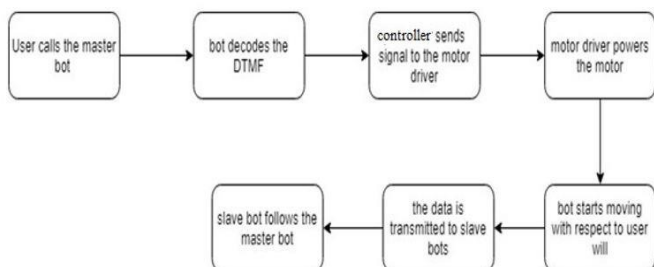 User calls the master
bot
bot decodes the
DTMF
controller sends
signal to the motor
driver
motor driver powers
the motor
bot starts moving
with respect to user
will
the data is
transmitted to slave
bots
slave bot follows the
master bot